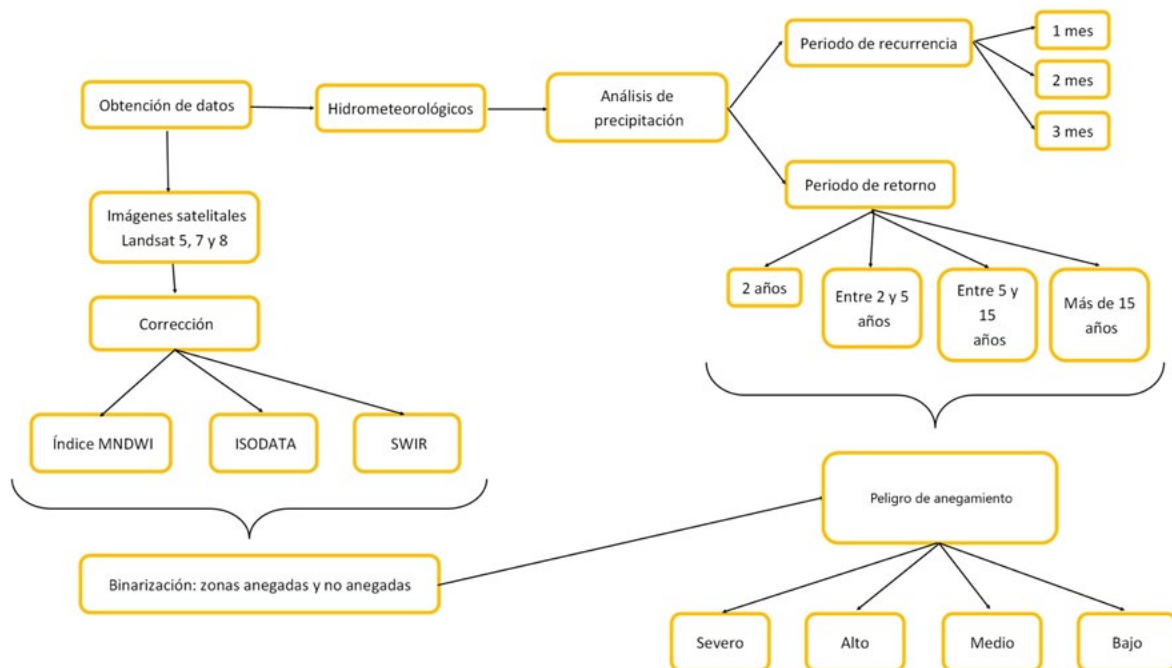 Obtención de datos
Hidrometeorológicos
Análisis de
precipitación
Periodo de recurrencia
1 mes
2 mes
3 mes
Periodo de retorno
2 años
Entre 2 y 5
años
Entre 5 y
15
años
Más de 15
años
Imágenes satelitales
Landsat 5, 7 y 8
Corrección
Índice MNDWI
ISODATA
SWIR
Binarización: zonas anegadas y no anegadas
Peligro de anegamiento
Severo
Alto
Medio
Bajo